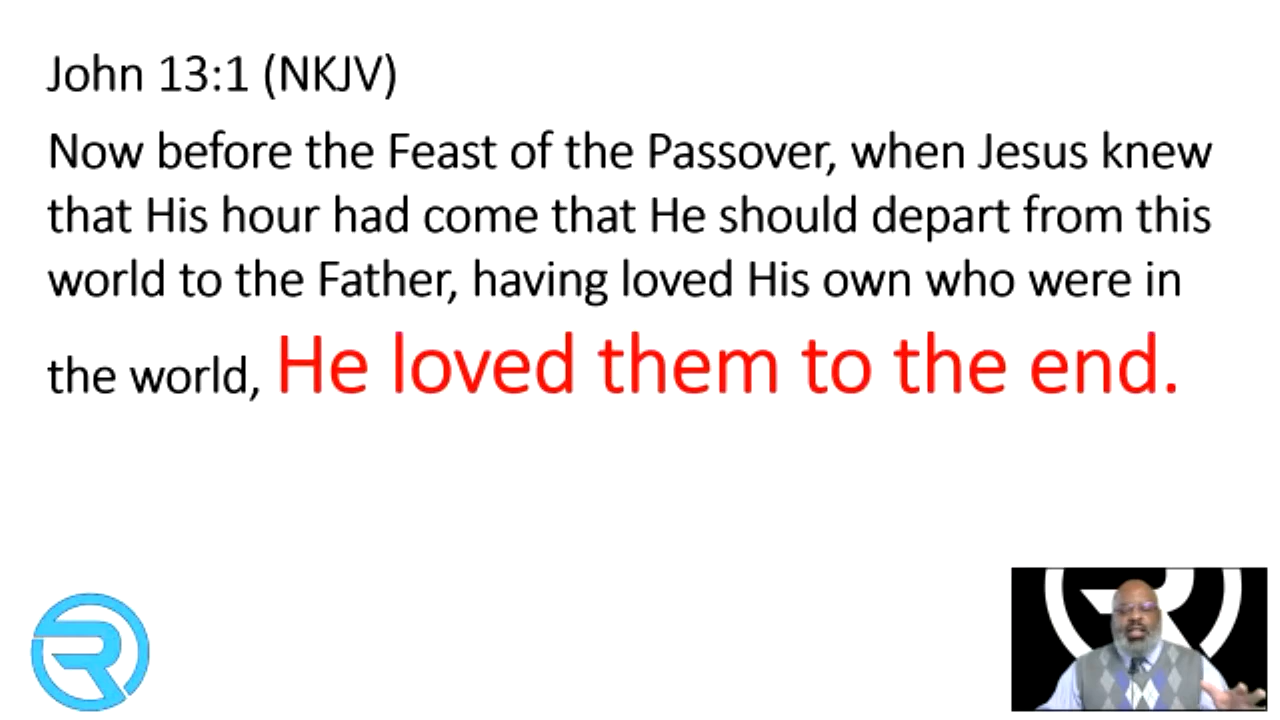 John 13:1 (NKJV)
Now before the Feast of the Passover, when Jesus knew
that His hour had come that He should depart from this
world to the Father, having loved His own who were in
the world, He loved them to the end.